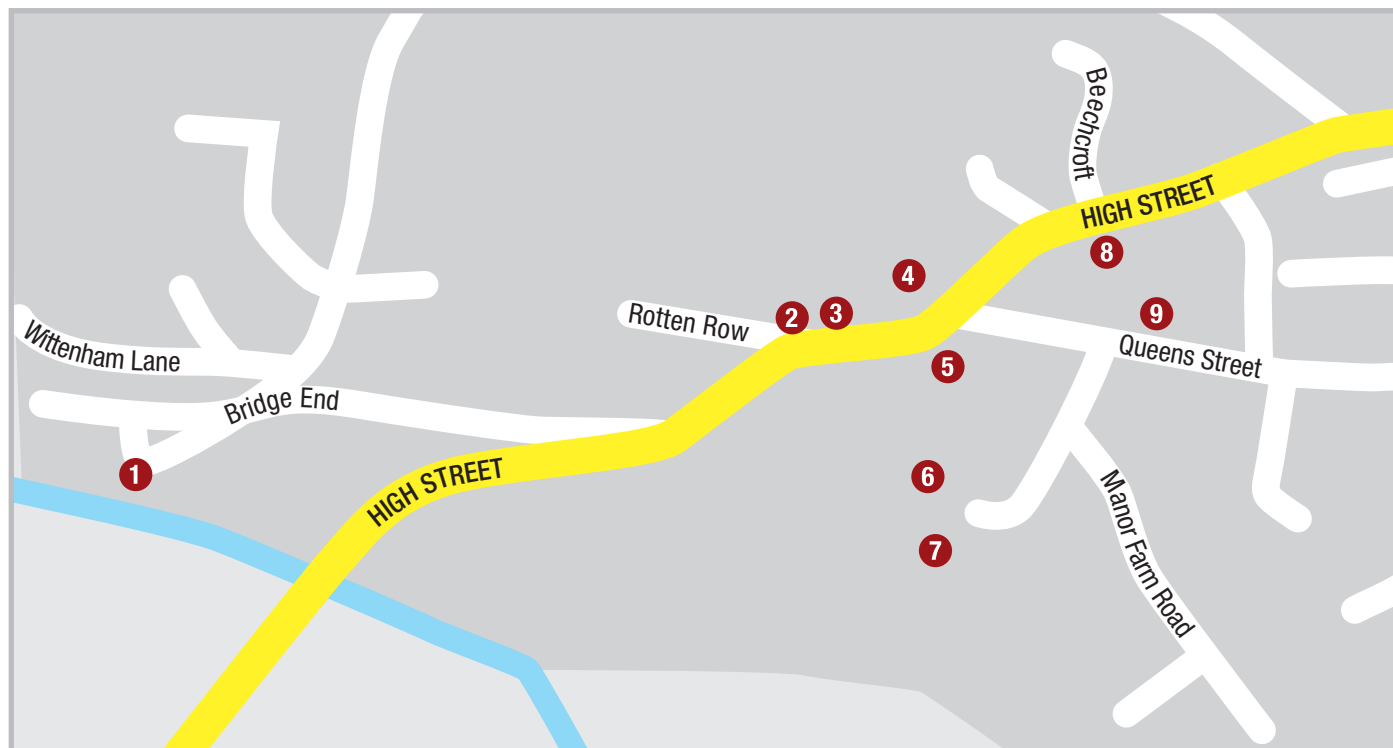 Beechcroft
HIGH STREET
8
4
9
3
2
Rotten Row
Wittenham Lane
Queens Street
5
Bridge End
HIGH STREET
1
6
Manor Farm Road
7